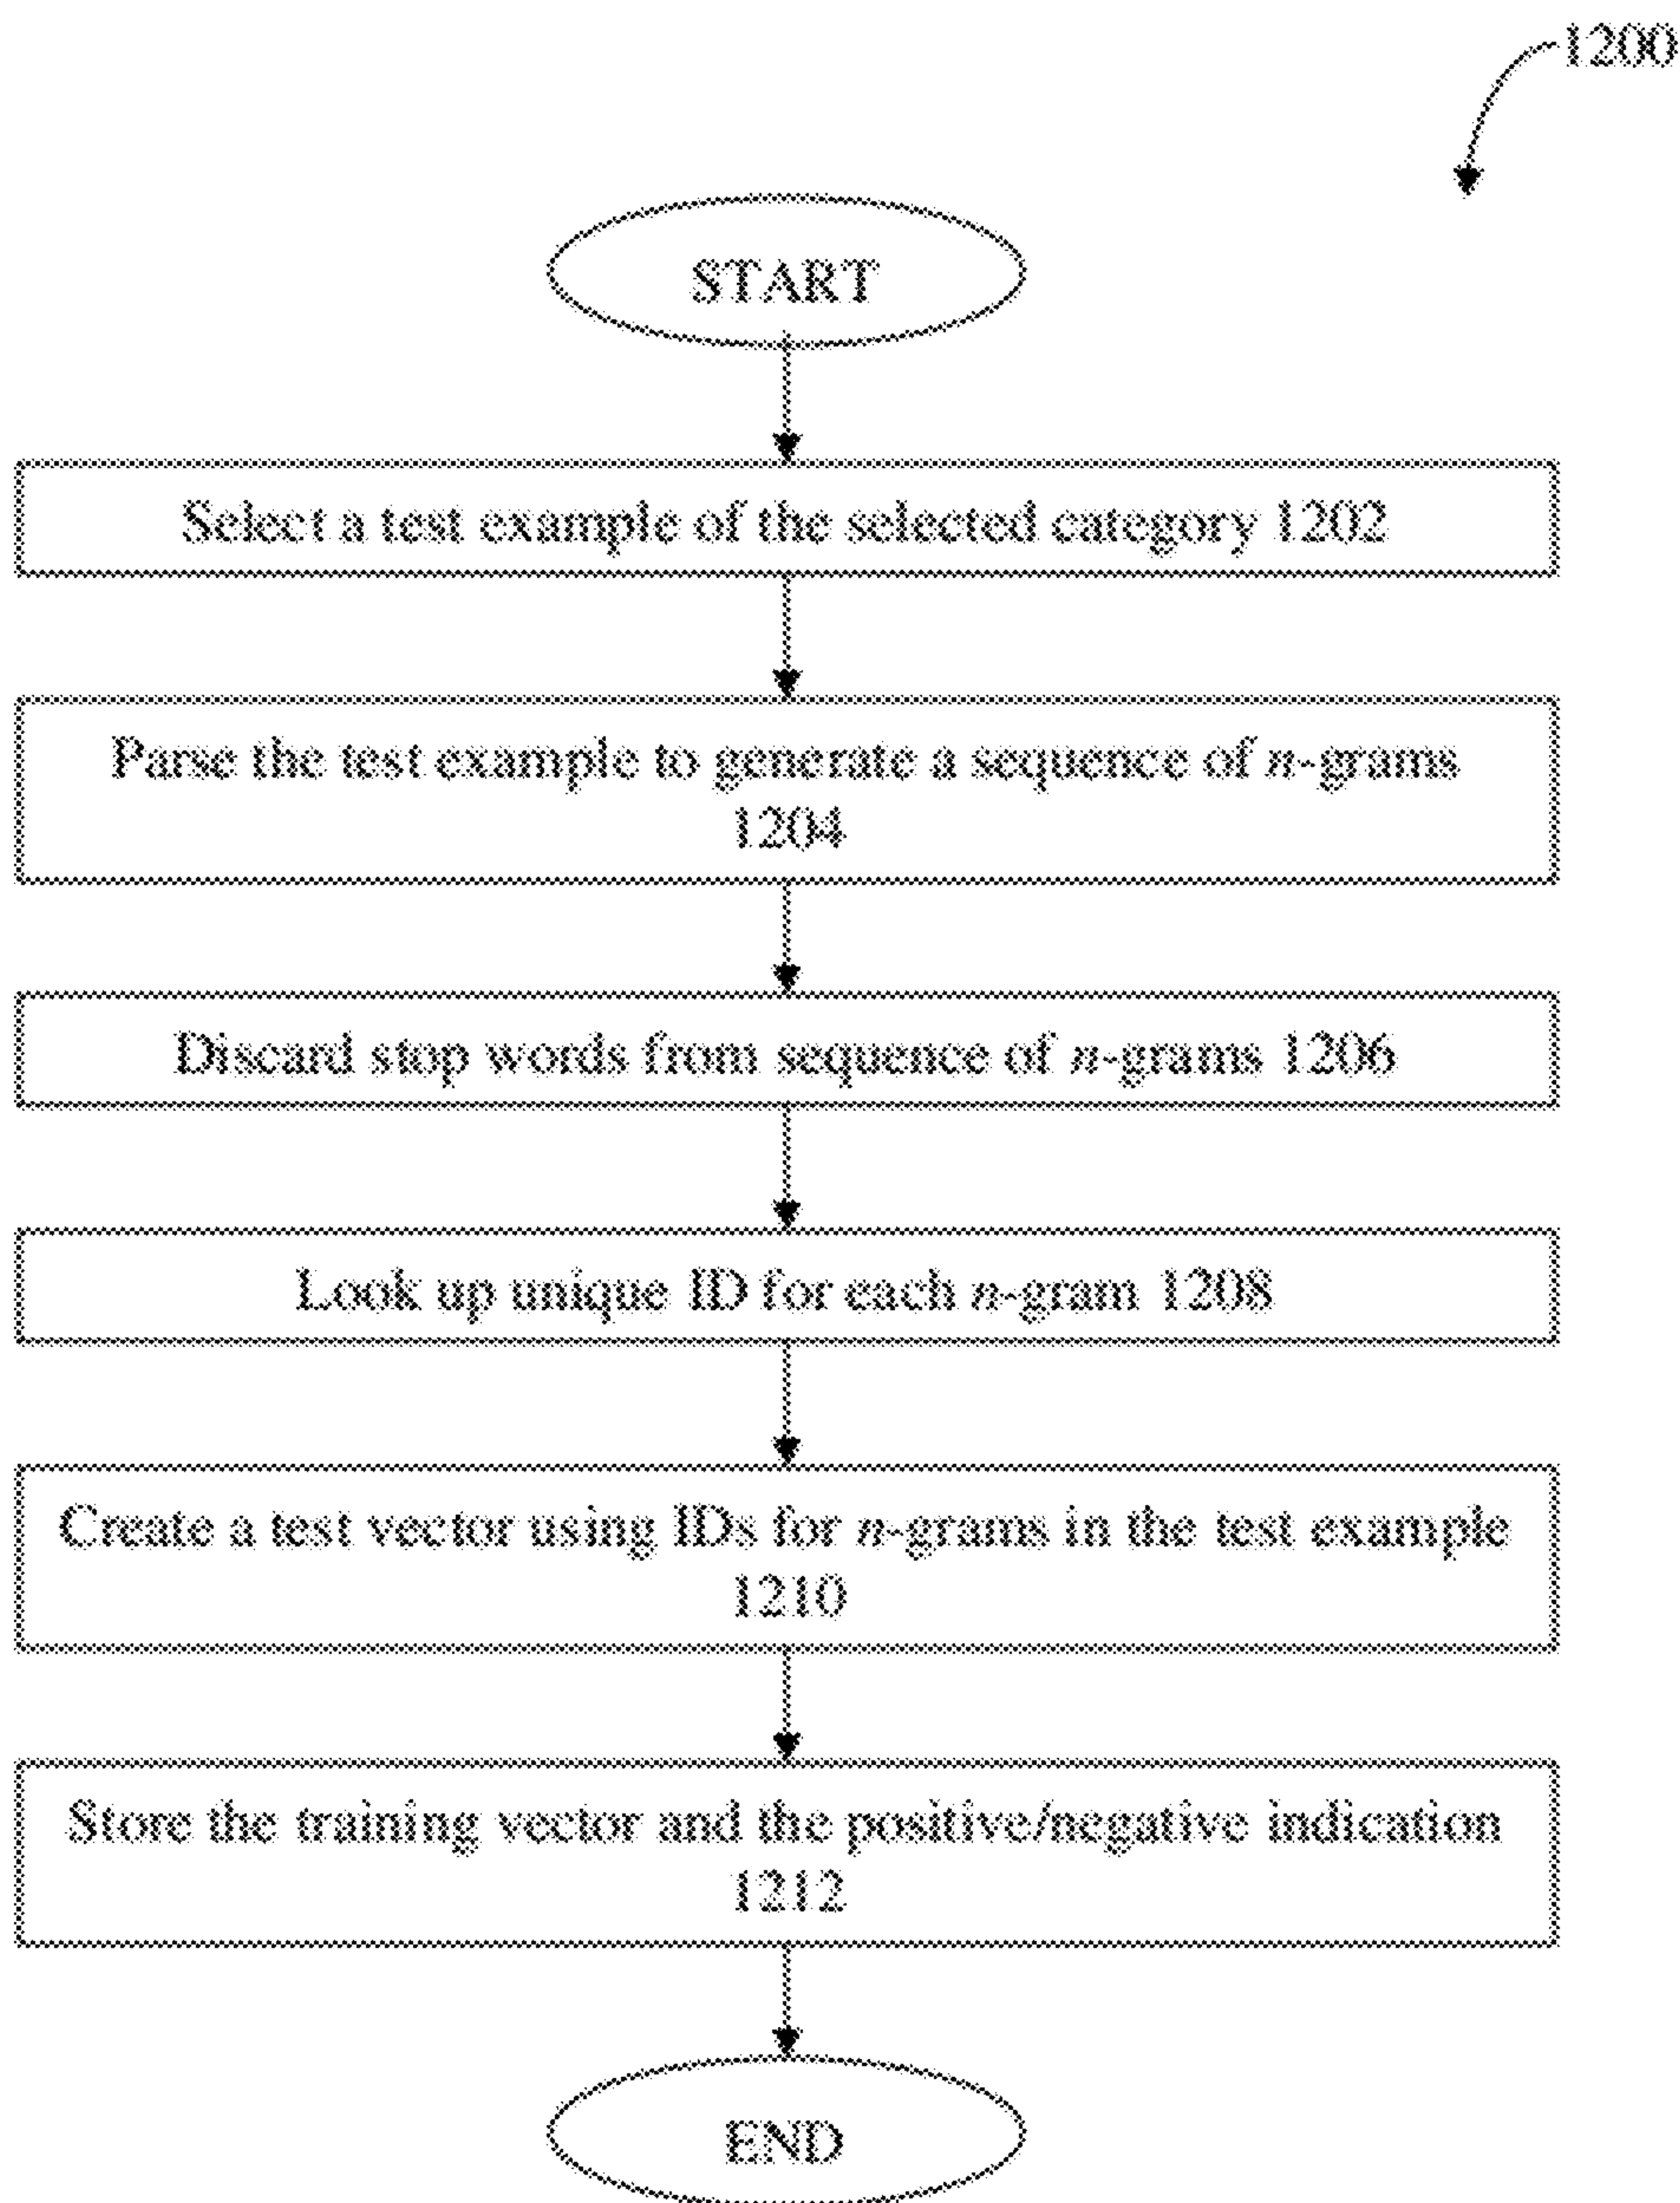 1200
START
Select a test example of the selected category 1202
Parse the test example to generate a sequence of n-grams
1204
Discard stop words from sequence of n-grams 1206
Look up unique ID for each n-gram 1208
Create a test vector using IDs for n-grams in the test example
1210
Store the training vector and the positive/negative indication
1212
END